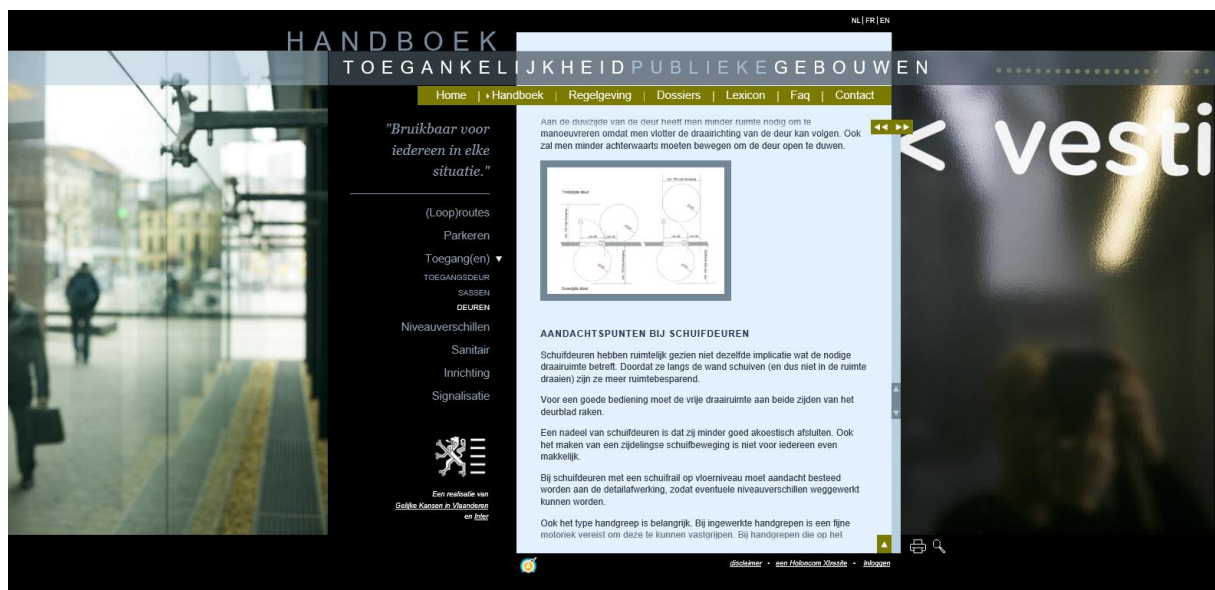 NL| FR| EN
HANDBOEK
TOEGANKELIJKHEIDPUBLIEKEGEBOUWEN
Home | Handboek | Regelgeving | Dossiers | Lexicon | Faq | Contact
"Bruikbaar voor
iedereen in elke
situatie."
(Loop)routes
Parkeren
Toegang(en)
TOEGANGSDEUR
SASSEN
DEUREN
Niveauverschillen
Sanitair
Inrichting
Signalisatie
Een realisatie van
Gelijke Kansen in Vlaanderen
en Inter
Aan de duwzijde van de deur heeft men minder ruimte nodig om te
manoeuvreren omdat men vlotter de draairichting van de deur kan volgen. Ook
zal men minder achterwaarts moeten bewegen om de deur open te duwen.
Trekzijde deur
Duwzijde deur
AANDACHTSPUNTEN BIJ SCHUIFDEUREN
Schuifdeuren hebben ruimtelijk gezien niet dezelfde implicatie wat de nodige
draairuimte betreft. Doordat ze langs de wand schuiven (en dus niet in de ruimte
draaien) zijn ze meer ruimtebesparend.
Voor een goede bediening moet de vrije draairuimte aan beide zijden van het
deurblad raken.
Een nadeel van schuifdeuren is dat zij minder goed akoestisch afsluiten. Ook
het maken van een zijdelingse schuifbeweging is niet voor iedereen even
makkelijk.
Bij schuifdeuren met een schuifrail op vloerniveau moet aandacht besteed
worden aan de detailafwerking, zodat eventuele niveauverschillen weggewerkt
kunnen worden.
Ook het type handgreep is belangrijk. Bij ingewerkte handgrepen is een fijne
motoriek vereist om deze te kunnen vastgrijpen. Bij handgrepen die op het
< vesti
disclaimer • een Holoncom Xtrasite • inloggen